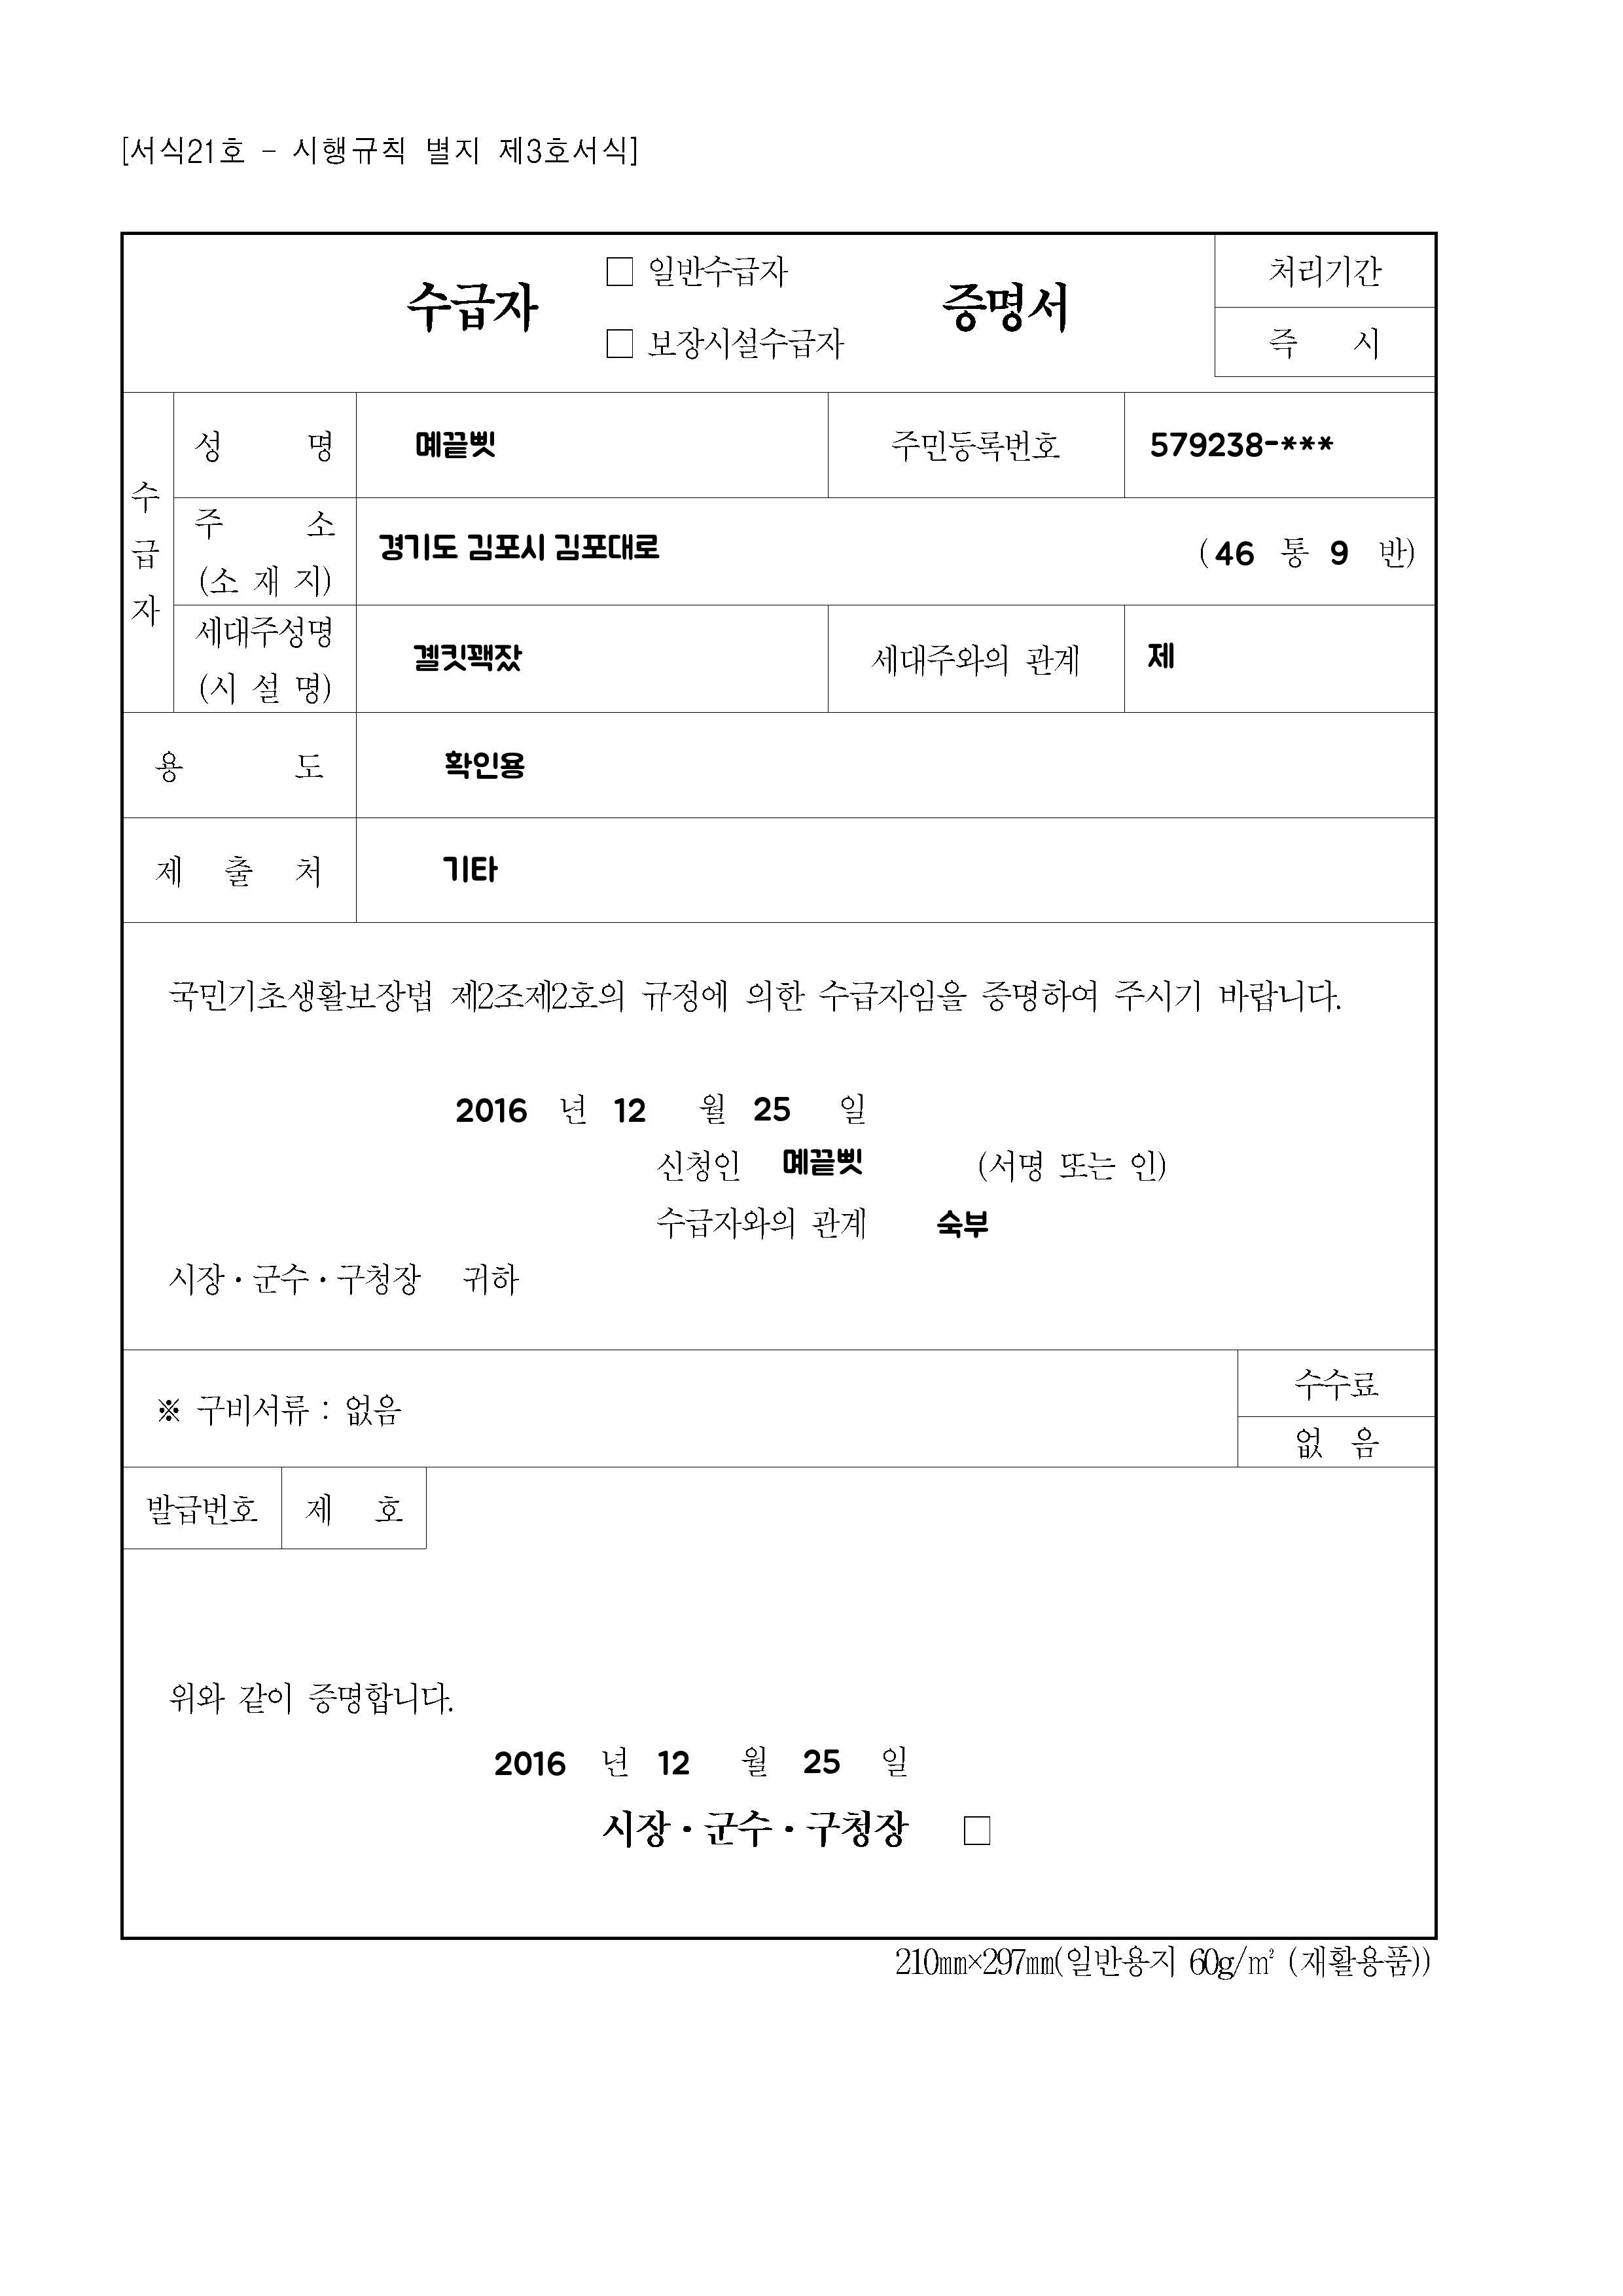 [서식21호 - 시행규칙 별지 제3호서식]
수급자 □ 일반수급자 □ 보장시설수급자 증명서
처리기간
즉 시
수급자
성 명 몌끝삣 주민등록번호 579238-***
주 소 (소 재 지) 경기도 김포시 김포대로 (46 통 9 반)
세대주성명 (시 설 명) 곌킷꽥잤 세대주와의 관계 제
용 도 확인용
제 출 처 기타
국민기초생활보장법 제2조제2호의 규정에 의한 수급자임을 증명하여 주시기 바랍니다.
2016 년 12 월 25 일
신청인 몌끝삣 (서명 또는 인)
수급자와의 관계 숙부
시장·군수·구청장 귀하
※ 구비서류 : 없음
수수료
없 음
발급번호 제 호
위와 같이 증명합니다.
2016 년 12 월 25 일
시장·군수·구청장 □
210㎜×297㎜(일반용지 60g/㎡ (재활용품))